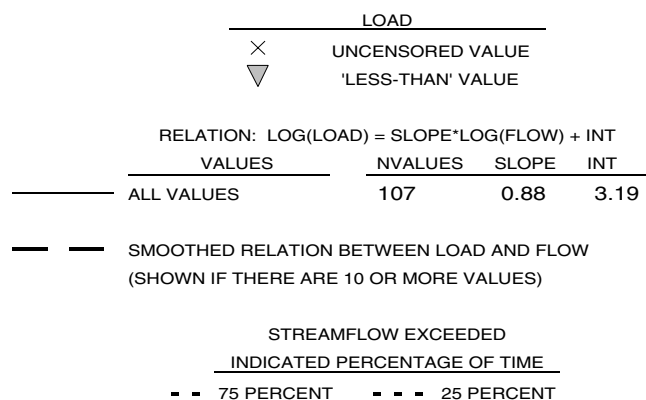 LOAD
UNCENSORED VALUE
'LESS-THAN' VALUE
RELATION: LOG(LOAD) = SLOPE*LOG(FLOW) + INT
VALUES NVALUES SLOPE INT
ALL VALUES 107 0.88 3.19
SMOOTHED RELATION BETWEEN LOAD AND FLOW
(SHOWN IF THERE ARE 10 OR MORE VALUES)
STREAMFLOW EXCEEDED
INDICATED PERCENTAGE OF TIME
75 PERCENT 25 PERCENT